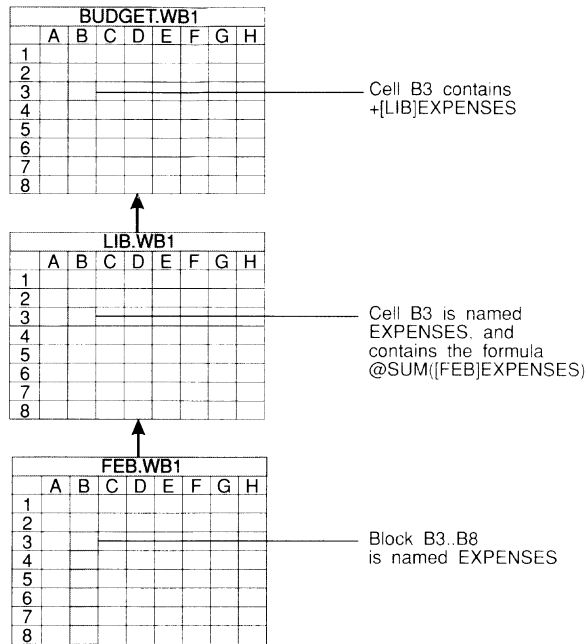 BUDGET.WB1
A B C D E F G H
1
2
3
4
5
6
7
8
Cell B3 contains
+[LIB]EXPENSES
LIB.WB1
A B C D E F G H
1
2
3
4
5
6
7
8
Cell B3 is named
EXPENSES, and
contains the formula
@SUM([FEB]EXPENSES)
FEB.WB1
A B C D E F G H
1
2
3
4
5
6
7
8
Block B3..B8
is named EXPENSES